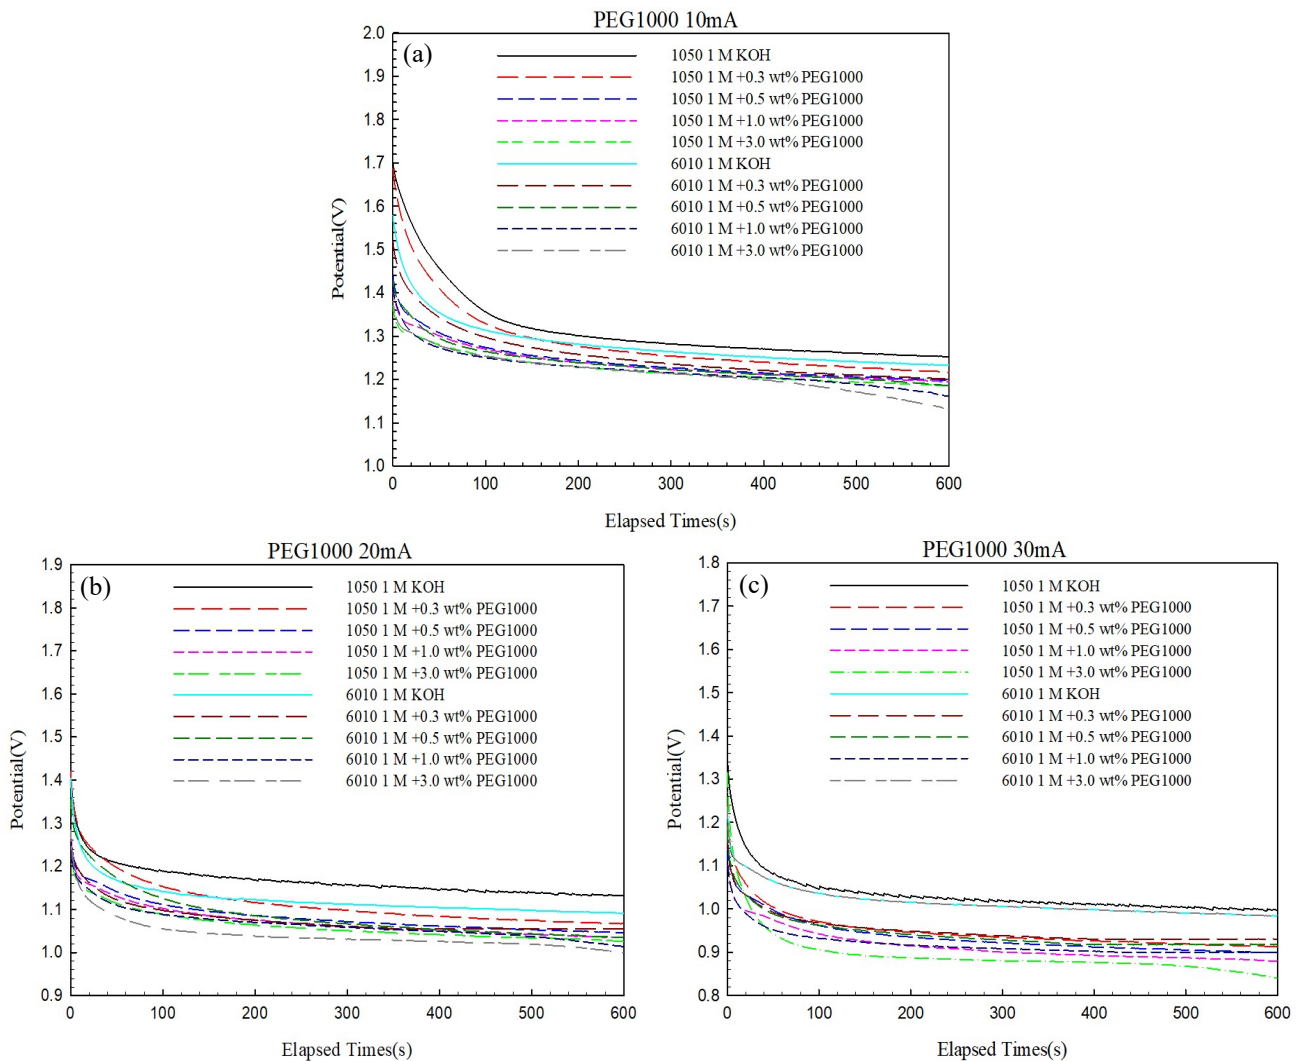 PEG1000 10mA
(a)
2.0
1.9
1.8
1.7
1.6
1.5
1.4
1.3
1.2
1.1
1.0
Potential(V)
1050 1 M KOH
1050 1 M +0.3 wt% PEG1000
1050 1 M +0.5 wt% PEG1000
1050 1 M +1.0 wt% PEG1000
1050 1 M +3.0 wt% PEG1000
6010 1 M KOH
6010 1 M +0.3 wt% PEG1000
6010 1 M +0.5 wt% PEG1000
6010 1 M +1.0 wt% PEG1000
6010 1 M +3.0 wt% PEG1000
0 100 200 300 400 500 600
Elapsed Times(s)
PEG1000 20mA
(b)
1.9
1.8
1.7
1.6
1.5
1.4
1.3
1.2
1.1
1.0
0.9
Potential(V)
1050 1 M KOH
1050 1 M +0.3 wt% PEG1000
1050 1 M +0.5 wt% PEG1000
1050 1 M +1.0 wt% PEG1000
1050 1 M +3.0 wt% PEG1000
6010 1 M KOH
6010 1 M +0.3 wt% PEG1000
6010 1 M +0.5 wt% PEG1000
6010 1 M +1.0 wt% PEG1000
6010 1 M +3.0 wt% PEG1000
0 100 200 300 400 500 600
Elapsed Times(s)
PEG1000 30mA
(c)
1.8
1.7
1.6
1.5
1.4
1.3
1.2
1.1
1.0
0.9
0.8
Potential(V)
1050 1 M KOH
1050 1 M +0.3 wt% PEG1000
1050 1 M +0.5 wt% PEG1000
1050 1 M +1.0 wt% PEG1000
1050 1 M +3.0 wt% PEG1000
6010 1 M KOH
6010 1 M +0.3 wt% PEG1000
6010 1 M +0.5 wt% PEG1000
6010 1 M +1.0 wt% PEG1000
6010 1 M +3.0 wt% PEG1000
0 100 200 300 400 500 600
Elapsed Times(s)